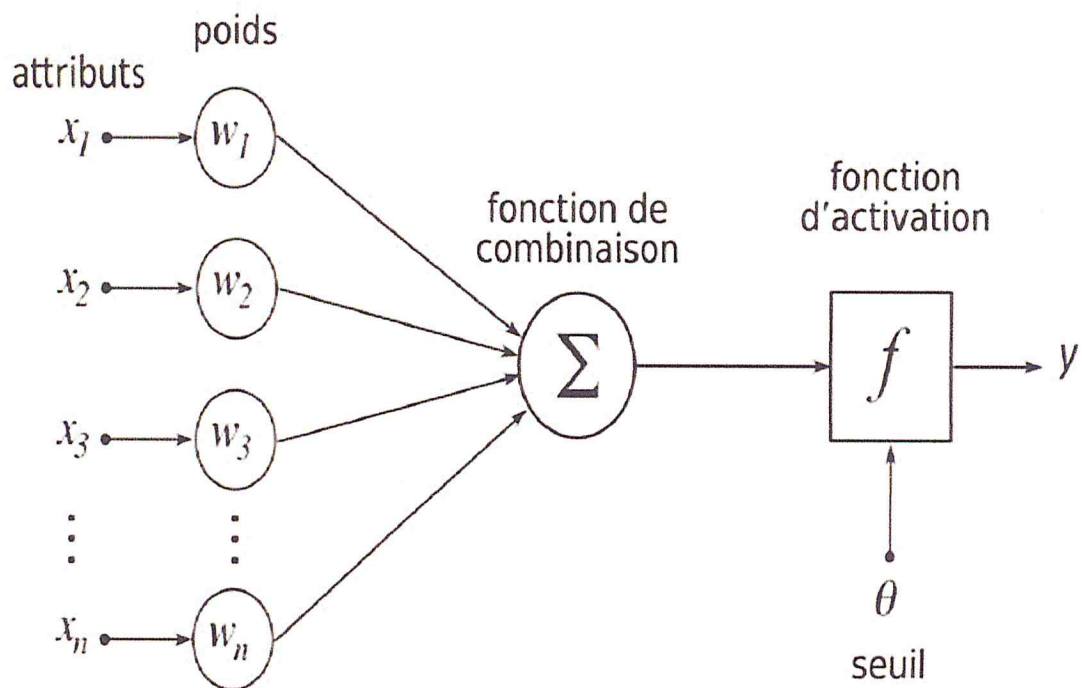 poids
attributs
x1 w1
x2 w2
x3 w3
⋮ ⋮
xn wn
fonction de
combinaison
Σ
fonction
d'activation
f
y
θ
seuil